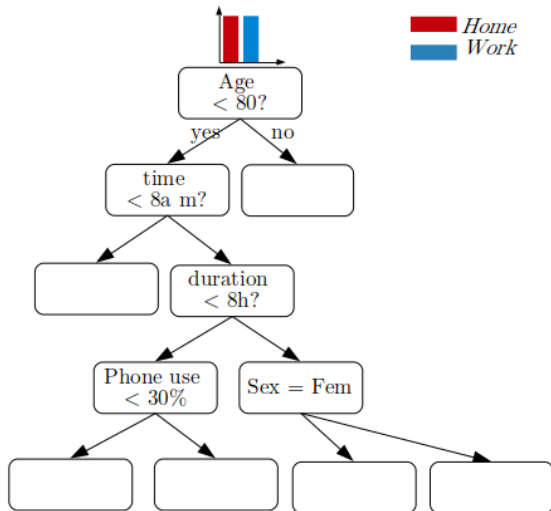 Home
Work
Age
< 80?
yes
no
time
< 8a m?
duration
< 8h?
Phone use
< 30%
Sex = Fem